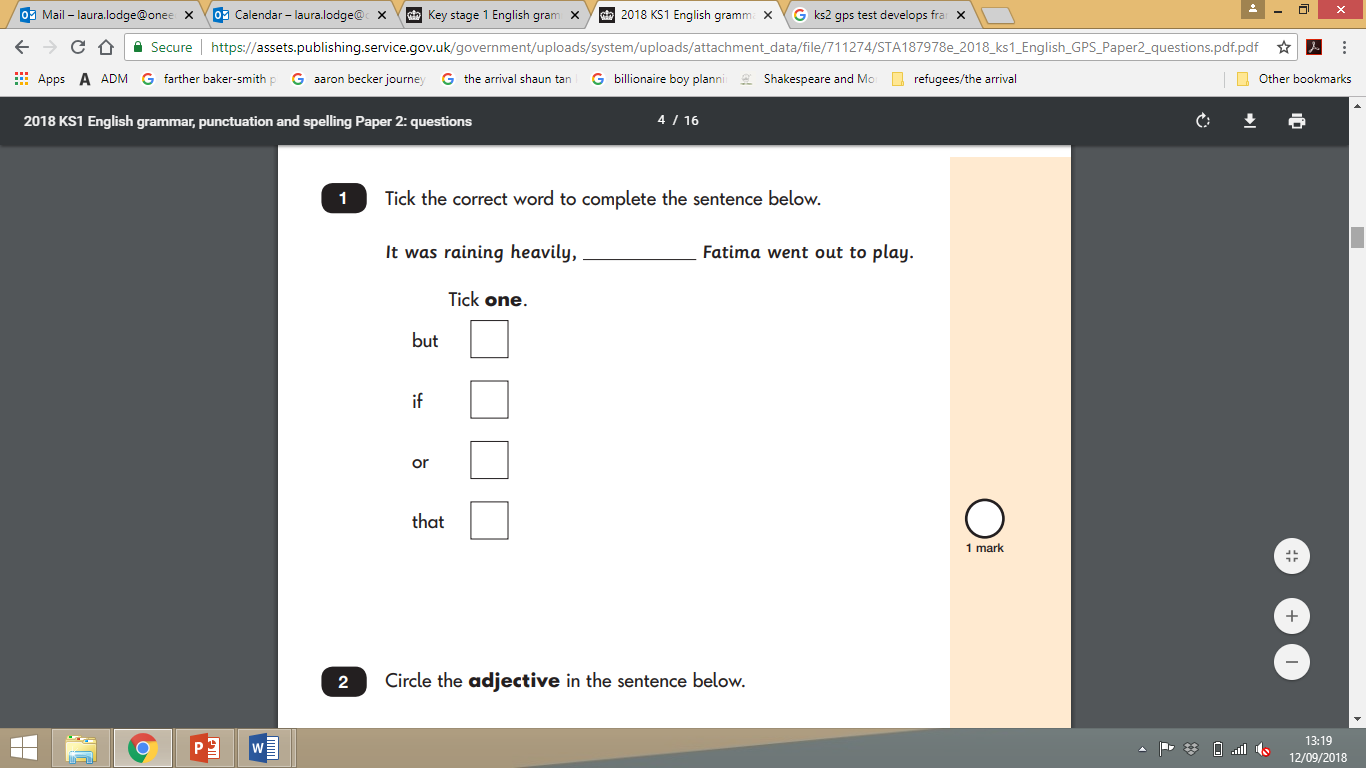 Mail – laura.lodge@onee
Calendar – laura.lodge@o
Key stage 1 English gram
2018 KS1 English gramma
ks2 gps test develops fra
Secure
https://assets.publishing.service.gov.uk/government/uploads/system/uploads/attachment_data/file/711274/STA187978e_2018_ks1_English_GPS_Paper2_questions.pdf.pdf
Apps
ADM
farther baker-smith p
aaron becker journey
the arrival shaun tan
billionaire boy planni
Shakespeare and Mo
refugees/the arrival
Other bookmarks
2018 KS1 English grammar, punctuation and spelling Paper 2: questions
4 / 16
1 Tick the correct word to complete the sentence below.
It was raining heavily, __________ Fatima went out to play.
Tick one.
but
if
or
that
1 mark
2 Circle the adjective in the sentence below.
13:19
12/09/2018